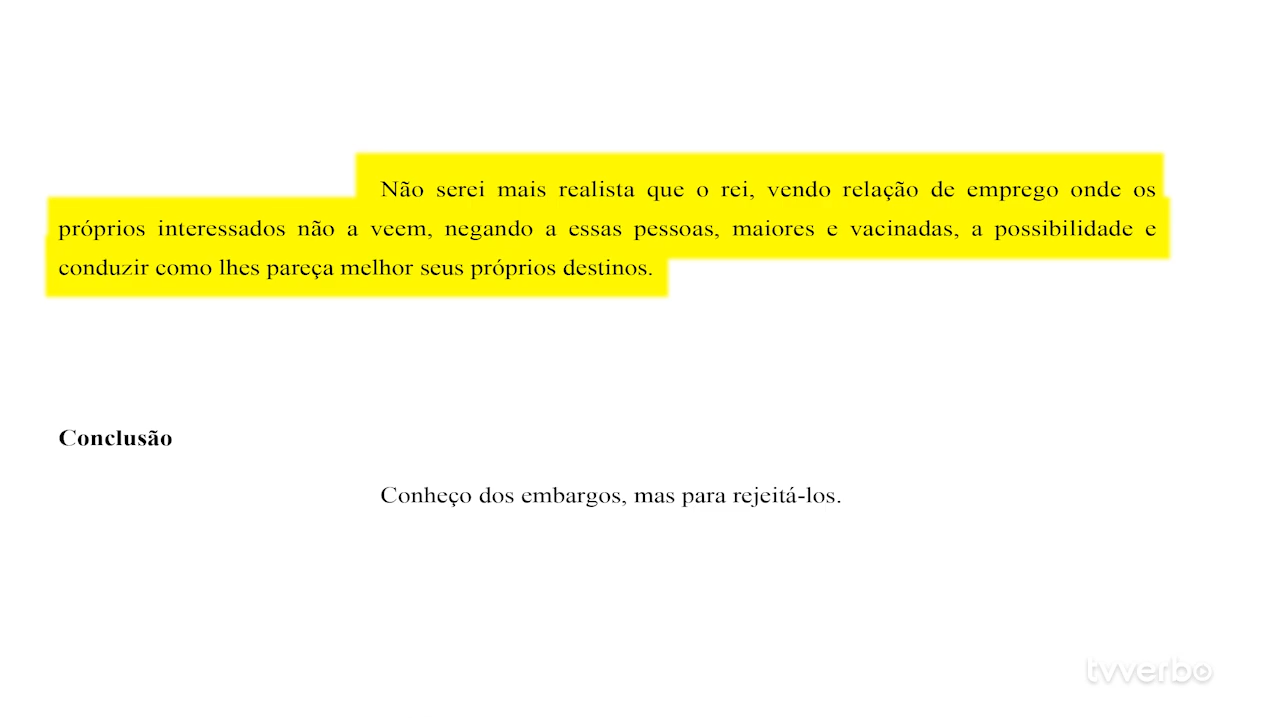 Não serei mais realista que o rei, vendo relação de emprego onde os
próprios interessados não a veem, negando a essas pessoas, maiores e vacinadas, a possibilidade e
conduzir como lhes pareça melhor seus próprios destinos.
Conclusão
Conheço dos embargos, mas para rejeitá-los.
tvverbo